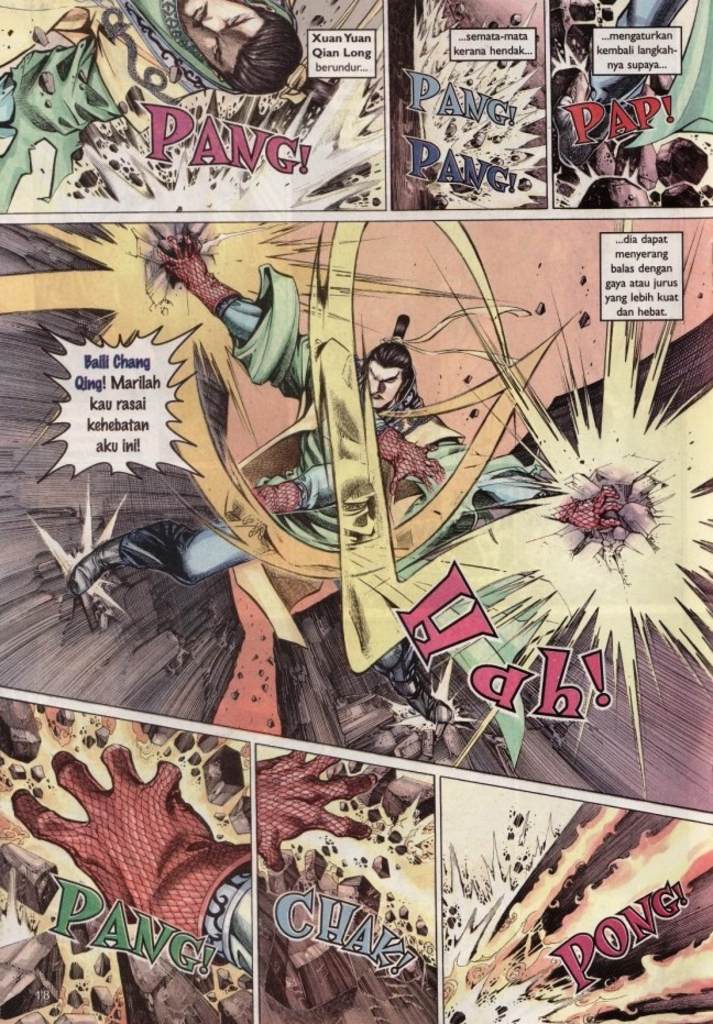 Xuan Yuan
Qian Long
berundur...
PANG!
...semata-mata
kerana hendak...
PANG!
PANG!
...mengaturkan
kembali langkah-
nya supaya...
PAP!
...dia dapat
menyerang
balas dengan
gaya atau jurus
yang lebih kuat
dan hebat.
Baili Chang
Qing! Marilah
kau rasai
kehebatan
aku ini!
Hah!
PANG!
CHAK!
PONG!
18